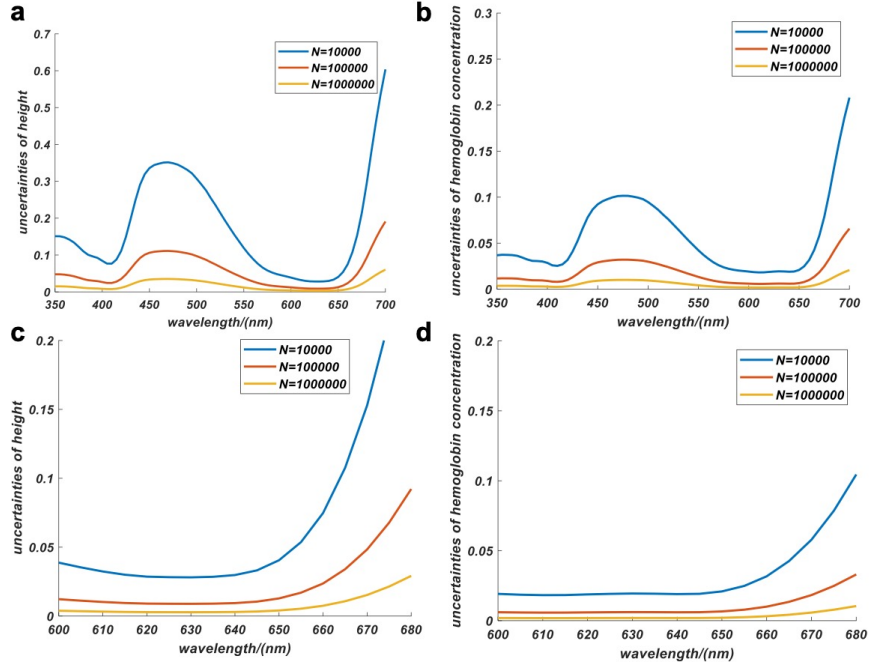 a
uncertainties of height
0.7
0.6
0.5
0.4
0.3
0.2
0.1
0
350 400 450 500 550 600 650 700
wavelength/(nm)
N=10000
N=100000
N=1000000
b
uncertainties of hemoglobin concentration
0.3
0.25
0.2
0.15
0.1
0.05
0
350 400 450 500 550 600 650 700
wavelength/(nm)
N=10000
N=100000
N=1000000
c
uncertainties of height
0.2
0.15
0.1
0.05
0
600 610 620 630 640 650 660 670 680
wavelength/(nm)
N=10000
N=100000
N=1000000
d
uncertainties of hemoglobin concentration
0.2
0.15
0.1
0.05
0
600 610 620 630 640 650 660 670 680
wavelength/(nm)
N=10000
N=100000
N=1000000